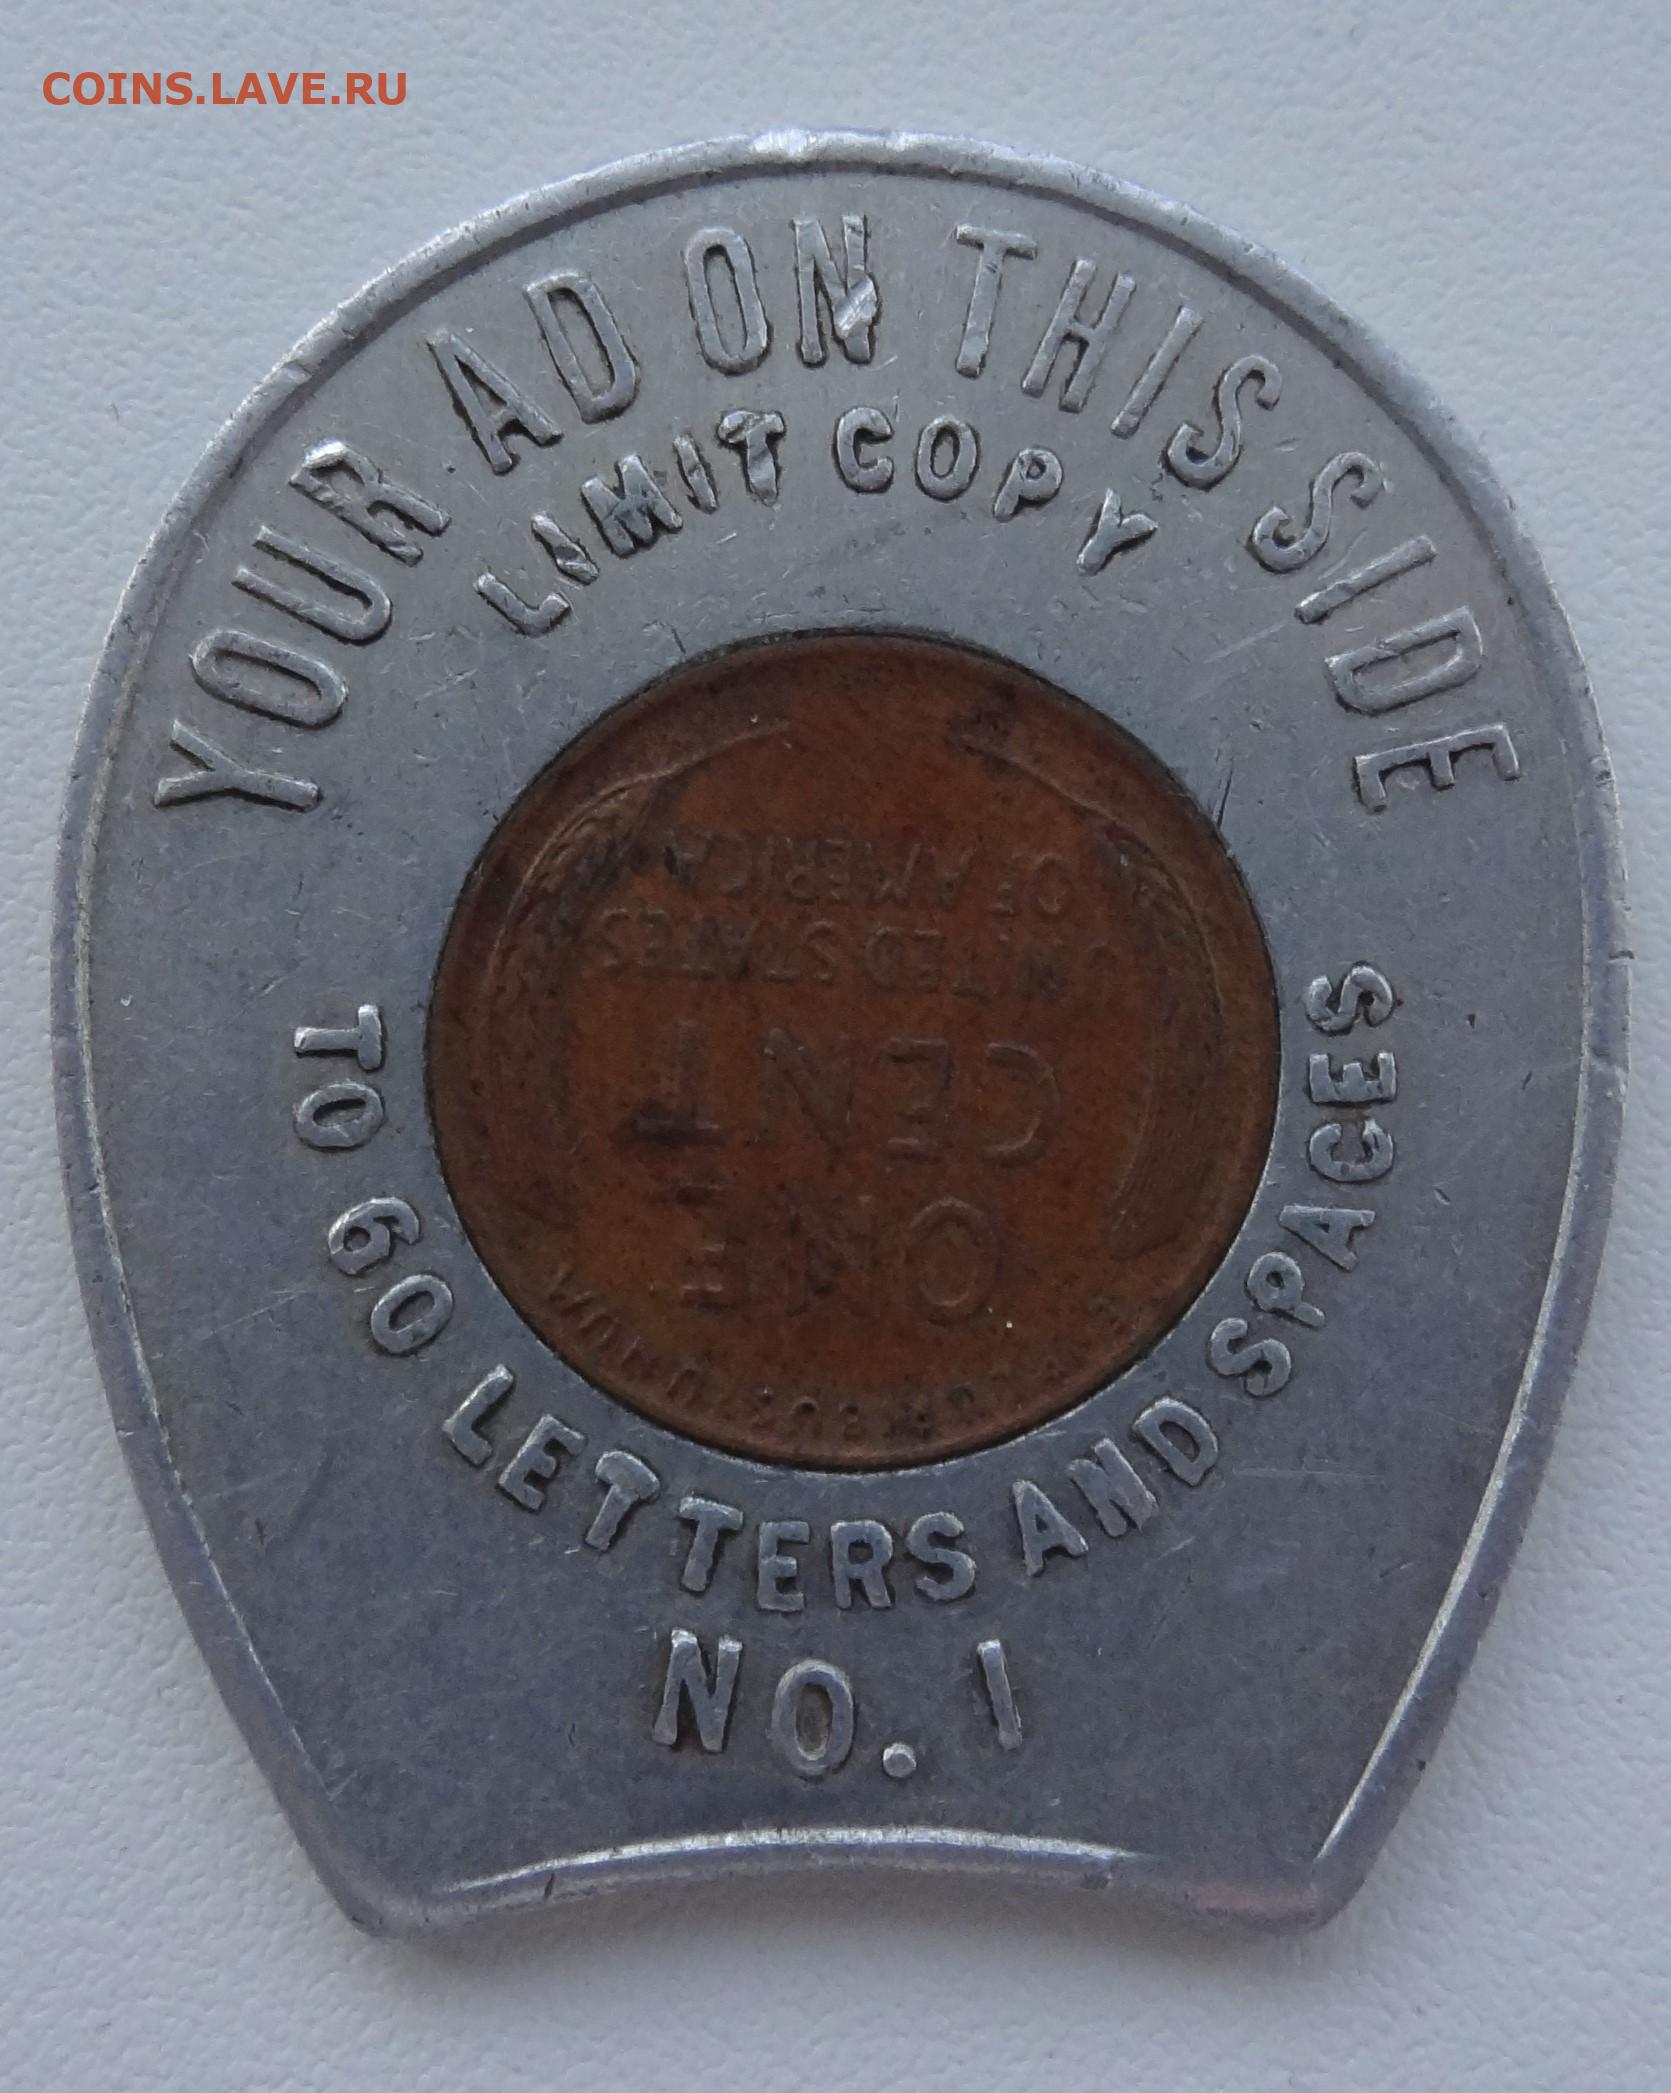 COINS.LAVE.RU
YOUR AD ON THIS SIDE
LIMIT COPY
TO 60 LETTERS AND SPACES
NO. 1
UNITED STATES
OF AMERICA
ONE
CENT